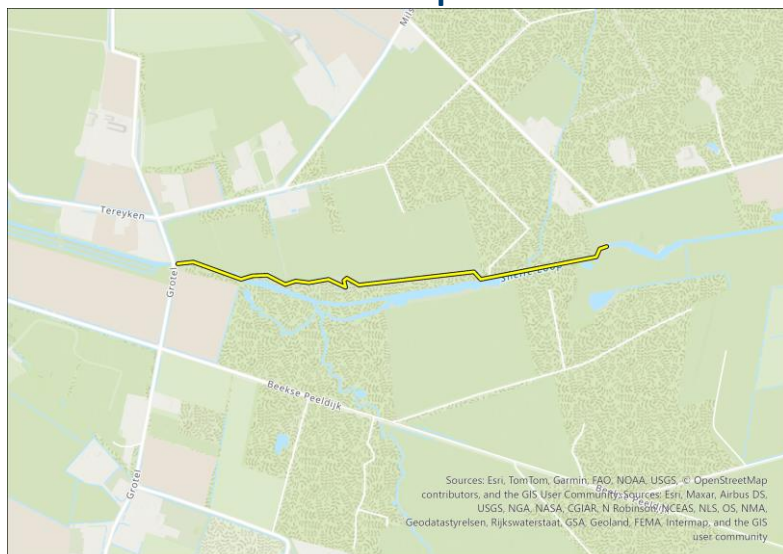 Tereyken
Grotel
Beekse Peeldijk
Grotel
Sources: Esri, TomTom, Garmin, FAO, NOAA, USGS, © OpenStreetMap
contributors, and the GIS User Community, Sources: Esri, Maxar, Airbus DS,
USGS, NGA, NASA, CGIAR, N Robinson, NCEAS, NLS, OS, NMA,
Geodatastyrelsen, Rijkswaterstaat, GSA, Geoland, FEMA, Intermap, and the GIS
user community